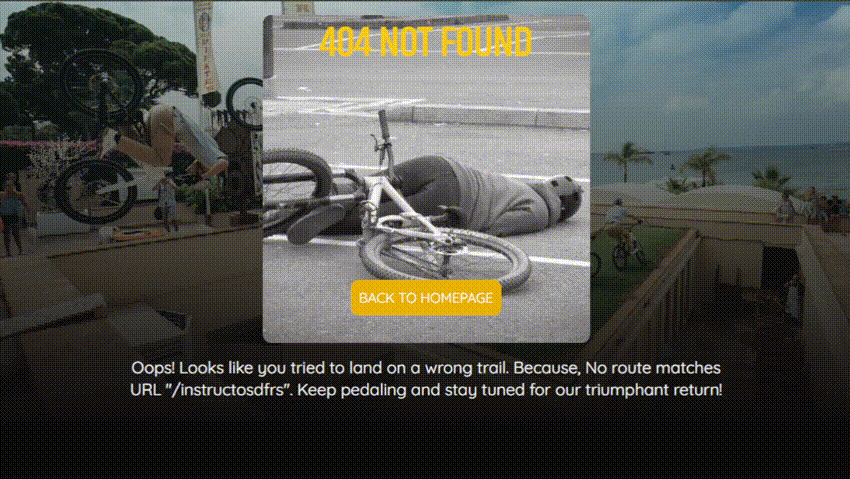 404 NOT FOUND
BACK TO HOMEPAGE
Oops! Looks like you tried to land on a wrong trail. Because, No route matches
URL "/instructosdfrs". Keep pedaling and stay tuned for our triumphant return!